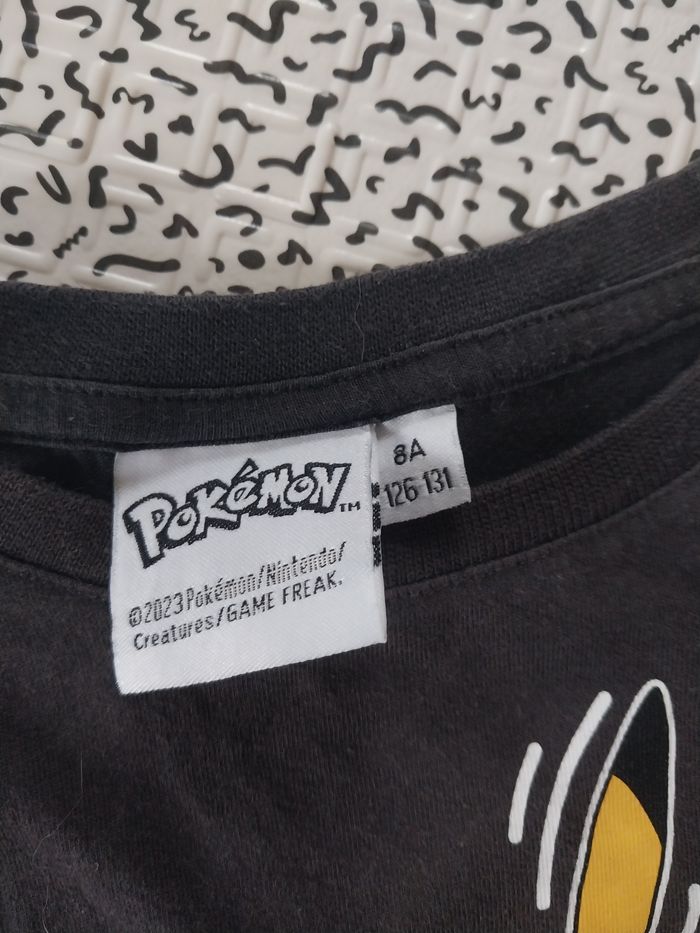 POKéMON™
©2023 Pokémon/Nintendo/
Creatures/GAME FREAK.
8A
126-131